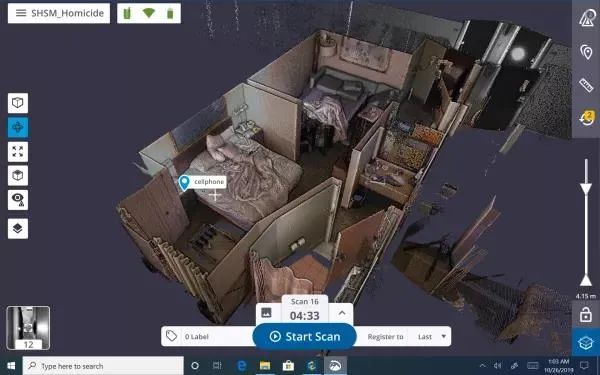 SHSM_Homicide
2
cellphone
4.15 m
Scan 16
04:33
12
0 Label
Start Scan
Register to
Last
Type here to search
1:03 AM
10/26/2019